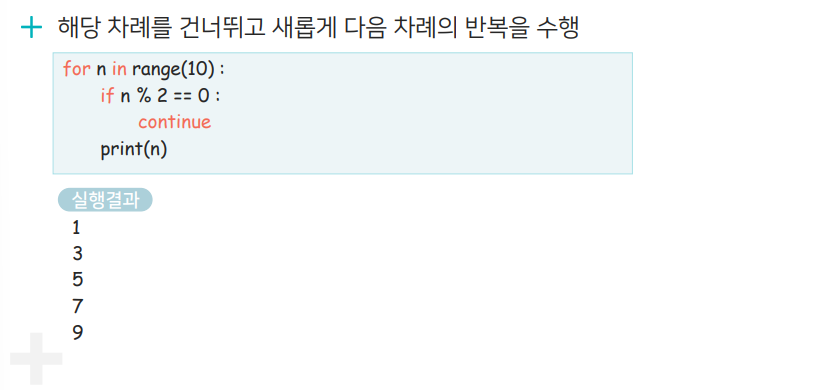 해당 차례를 건너뛰고 새롭게 다음 차례의 반복을 수행
for n in range(10) :
if n % 2 == 0 :
continue
print(n)
실행결과
1
3
5
7
9